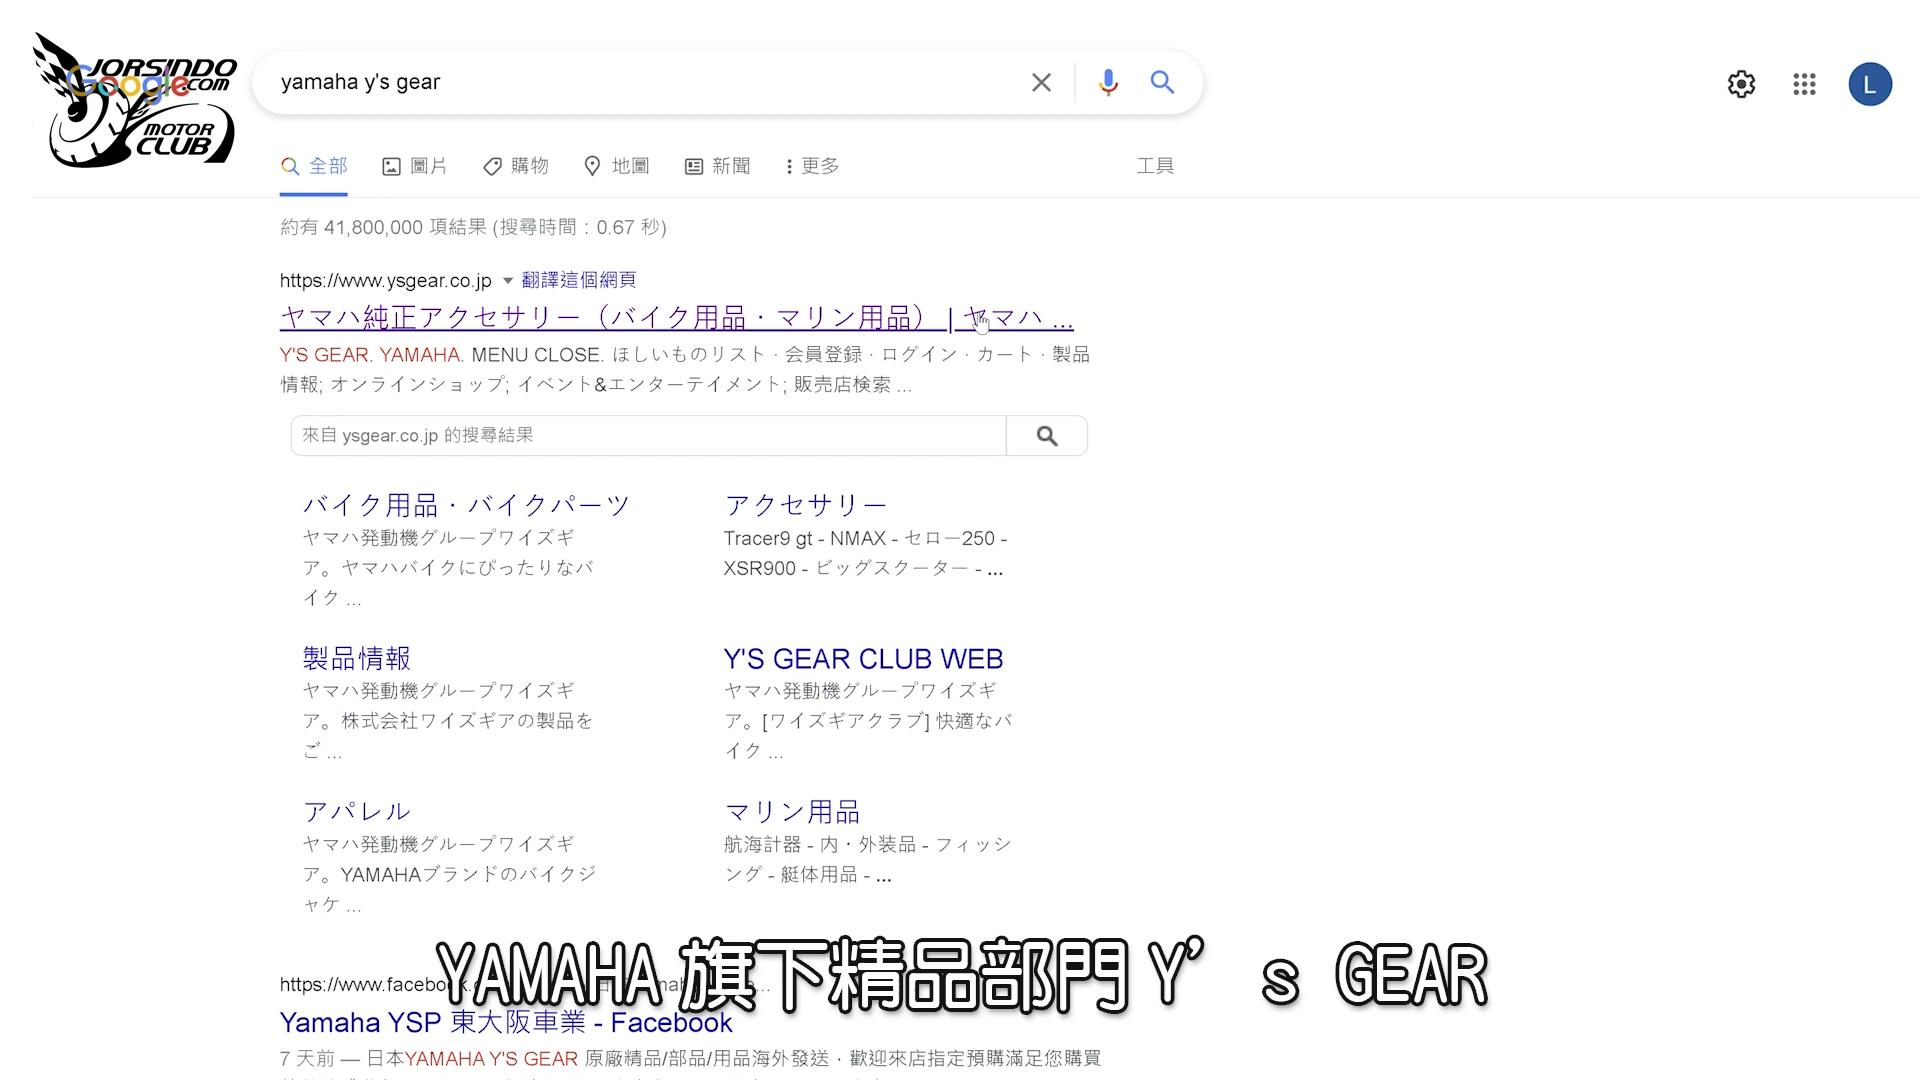 JORSINDO
Google
.com
MOTOR
CLUB
yamaha y's gear
L
全部
圖片
購物
地圖
新聞
更多
工具
約有 41,800,000 項結果 (搜尋時間：0.67 秒)
https://www.ysgear.co.jp 翻譯這個網頁
ヤマハ純正アクセサリー（バイク用品・マリン用品） | ヤマハ ...
Y'S GEAR. YAMAHA. MENU CLOSE. ほしいものリスト · 会員登録 · ログイン · カート · 製品
情報; オンラインショップ; イベント&エンターテイメント; 販売店検索 ...
來自 ysgear.co.jp 的搜尋結果
バイク用品・バイクパーツ
ヤマハ発動機グループワイズギ
ア。ヤマハバイクにぴったりなバ
イク ...
アクセサリー
Tracer9 gt - NMAX - セロー250 -
XSR900 - ビッグスクーター - ...
製品情報
ヤマハ発動機グループワイズギ
ア。株式会社ワイズギアの製品を
ご ...
Y'S GEAR CLUB WEB
ヤマハ発動機グループワイズギ
ア。[ワイズギアクラブ] 快適なバ
イク ...
アパレル
ヤマハ発動機グループワイズギ
ア。YAMAHAブランドのバイクジ
ャケ ...
マリン用品
航海計器 - 内・外装品 - フィッシ
ング - 艇体用品 - ...
YAMAHA 旗下精品部門 Y’s GEAR
https://www.facebook.
Yamaha YSP 東大阪車業 - Facebook
7 天前 — 日本YAMAHA Y'S GEAR 原廠精品/部品/用品海外發送，歡迎來店指定預購滿足您購買